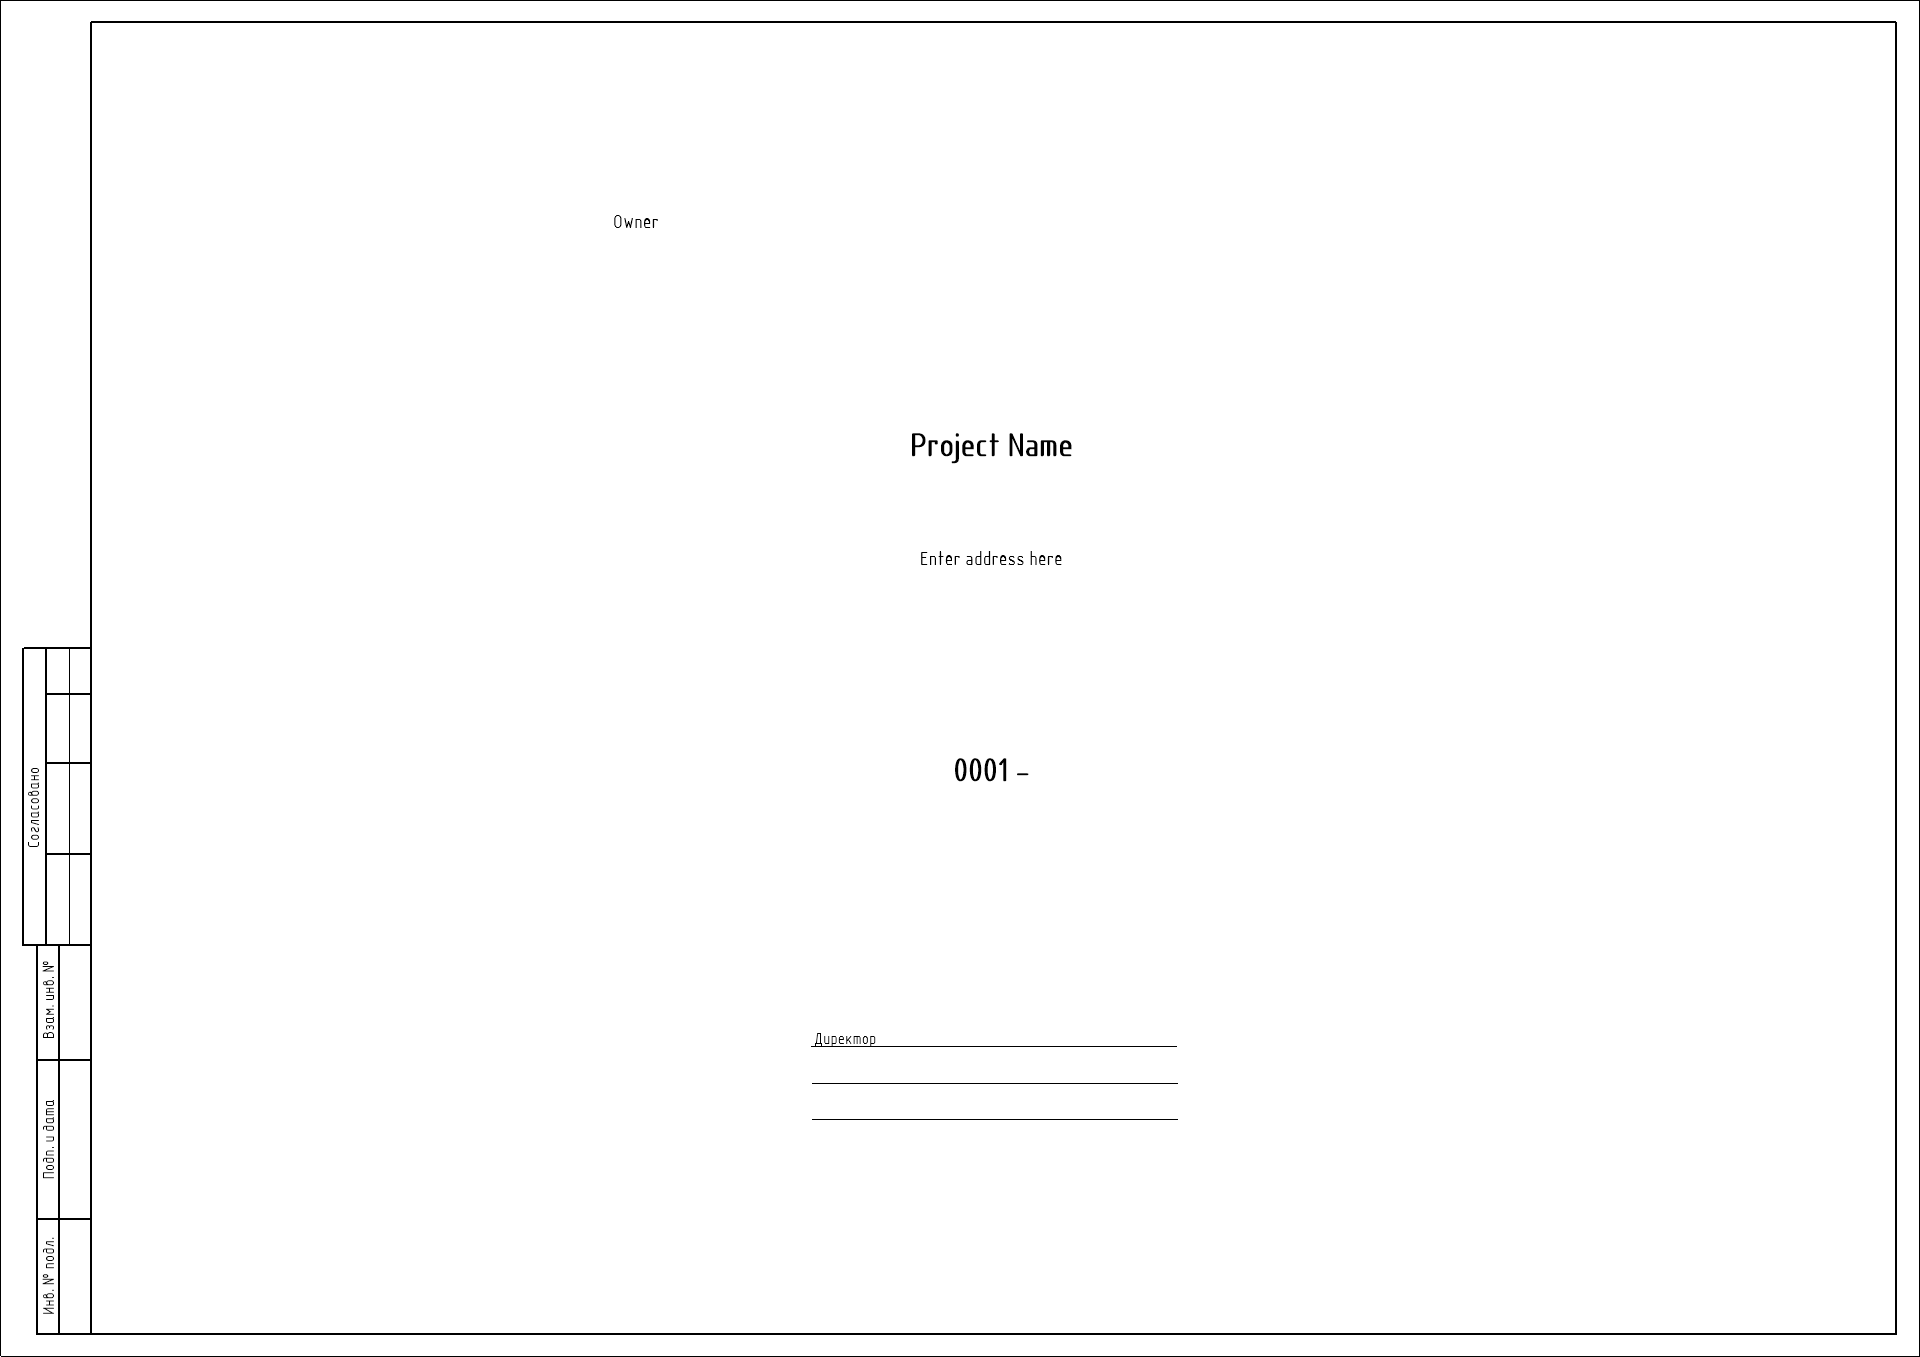 Owner
Project Name
Enter address here
0001 –
Директор
Согласовано
Взам. инв. №
Подп. и дата
Инв. № подл.